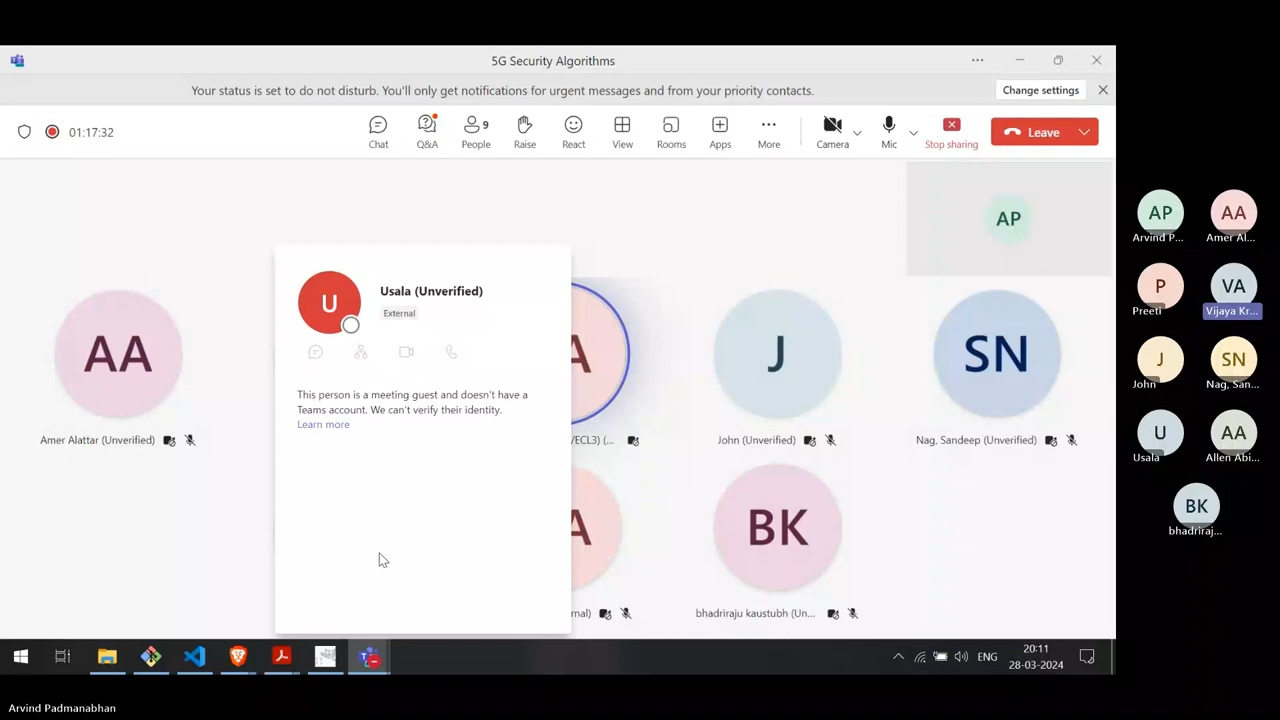 5G Security Algorithms
Your status is set to do not disturb. You'll only get notifications for urgent messages and from your priority contacts.
Change settings
01:17:32
Chat
Q&A
9
People
Raise
React
View
Rooms
Apps
More
Camera
Mic
Stop sharing
Leave
AP
AA
Amer Alattar (Unverified)
U
Usala (Unverified)
External
This person is a meeting guest and doesn't have a
Teams account. We can't verify their identity.
Learn more
A
/ECL3) (...
J
John (Unverified)
SN
Nag, Sandeep (Unverified)
A
rnal)
BK
bhadriraju kaustubh (Un...
AP
Arvind P...
AA
Amer Al...
P
Preeti
VA
Vijaya Kr...
J
John
SN
Nag, San...
U
Usala
AA
Allen Abi...
BK
bhadriraj...
ENG
20:11
28-03-2024
Arvind Padmanabhan